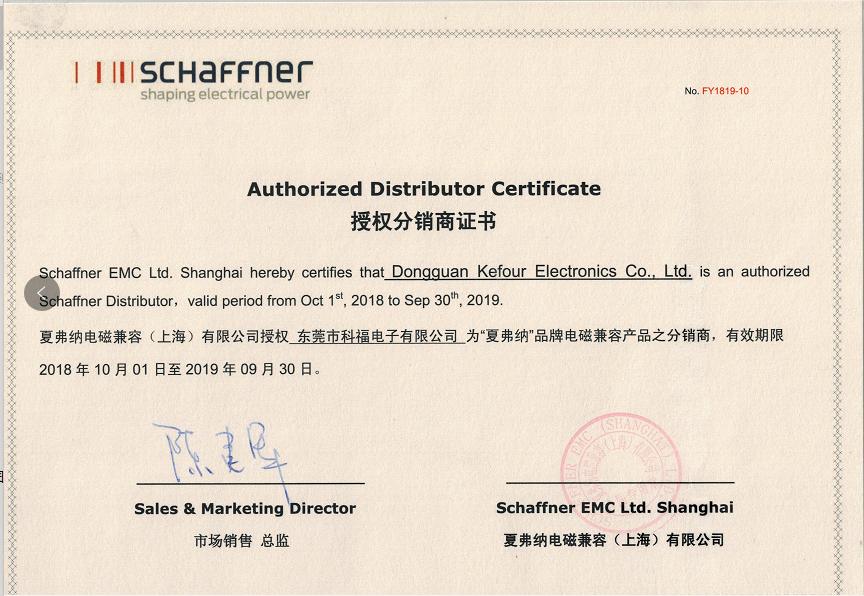 SCHAFFNER
shaping electrical power
No. FY1819-10
Authorized Distributor Certificate
授权分销商证书
Schaffner EMC Ltd. Shanghai hereby certifies that Dongguan Kefour Electronics Co., Ltd. is an authorized
Schaffner Distributor，valid period from Oct 1st, 2018 to Sep 30th, 2019.
夏弗纳电磁兼容（上海）有限公司授权 东莞市科福电子有限公司 为“夏弗纳”品牌电磁兼容产品之分销商，有效期限
2018 年 10 月 01 日至 2019 年 09 月 30 日。
Sales & Marketing Director
市场销售 总监
EMC (SHANGHAI)
Schaffner EMC Ltd. Shanghai
夏弗纳电磁兼容（上海）有限公司